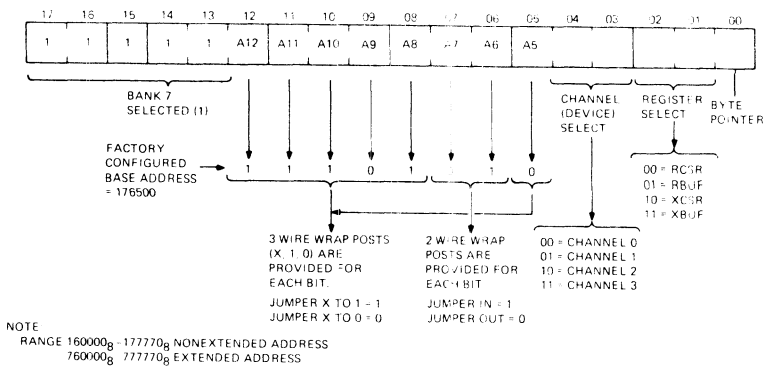 17 16 15 14 13 12 11 10 09 08 07 06 05 04 03 02 01 00
1 1 1 1 1 A12 A11 A10 A9 A8 A7 A6 A5
BANK 7
SELECTED (1)
CHANNEL
(DEVICE)
SELECT
REGISTER
SELECT
BYTE
POINTER
FACTORY
CONFIGURED
BASE ADDRESS
= 176500
1 1 1 0 1 1 0
00 = RCSR
01 = RBUF
10 = XCSR
11 = XBUF
3 WIRE WRAP POSTS
(X, 1, 0) ARE
PROVIDED FOR
EACH BIT.
JUMPER X TO 1 = 1
JUMPER X TO 0 = 0
2 WIRE WRAP
POSTS ARE
PROVIDED FOR
EACH BIT
JUMPER IN = 1
JUMPER OUT = 0
00 = CHANNEL 0
01 = CHANNEL 1
10 = CHANNEL 2
11 = CHANNEL 3
NOTE
RANGE 160000₈ - 177770₈ NONEXTENDED ADDRESS
760000₈ 777770₈ EXTENDED ADDRESS